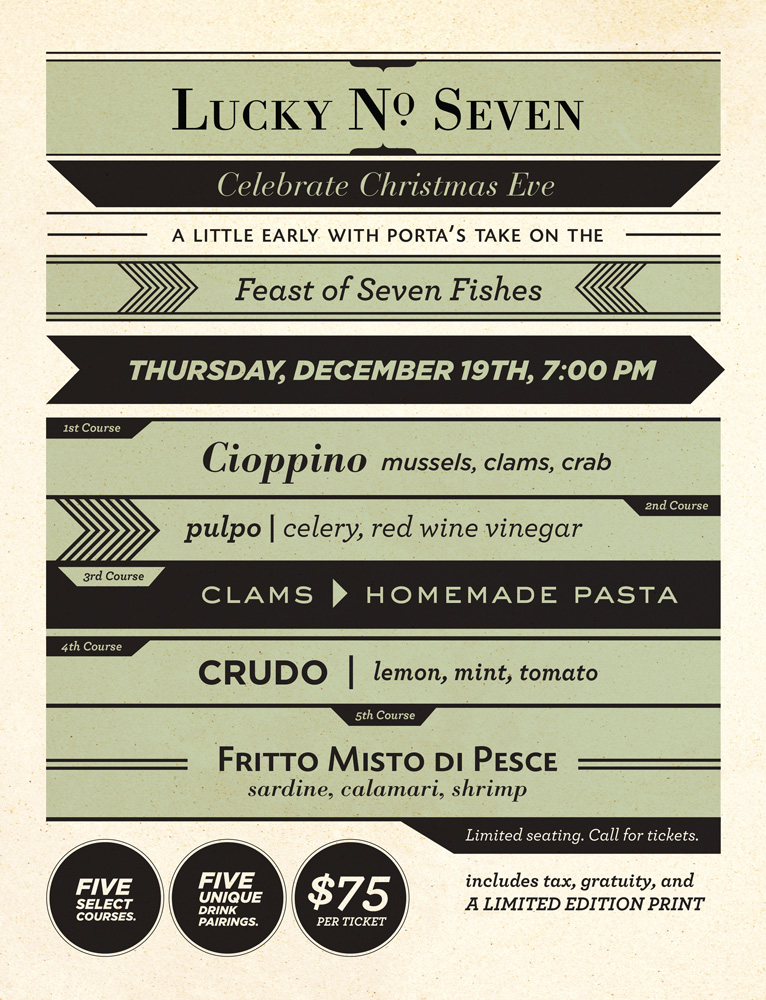 Lucky Nº Seven
Celebrate Christmas Eve
A LITTLE EARLY WITH PORTA'S TAKE ON THE
Feast of Seven Fishes
THURSDAY, DECEMBER 19TH, 7:00 PM
1st Course
Cioppino mussels, clams, crab
2nd Course
pulpo | celery, red wine vinegar
3rd Course
CLAMS ▶ HOMEMADE PASTA
4th Course
CRUDO | lemon, mint, tomato
5th Course
Fritto Misto di Pesce
sardine, calamari, shrimp
Limited seating. Call for tickets.
FIVE
SELECT
COURSES.
FIVE
UNIQUE
DRINK
PAIRINGS.
$75
PER TICKET
includes tax, gratuity, and
A LIMITED EDITION PRINT